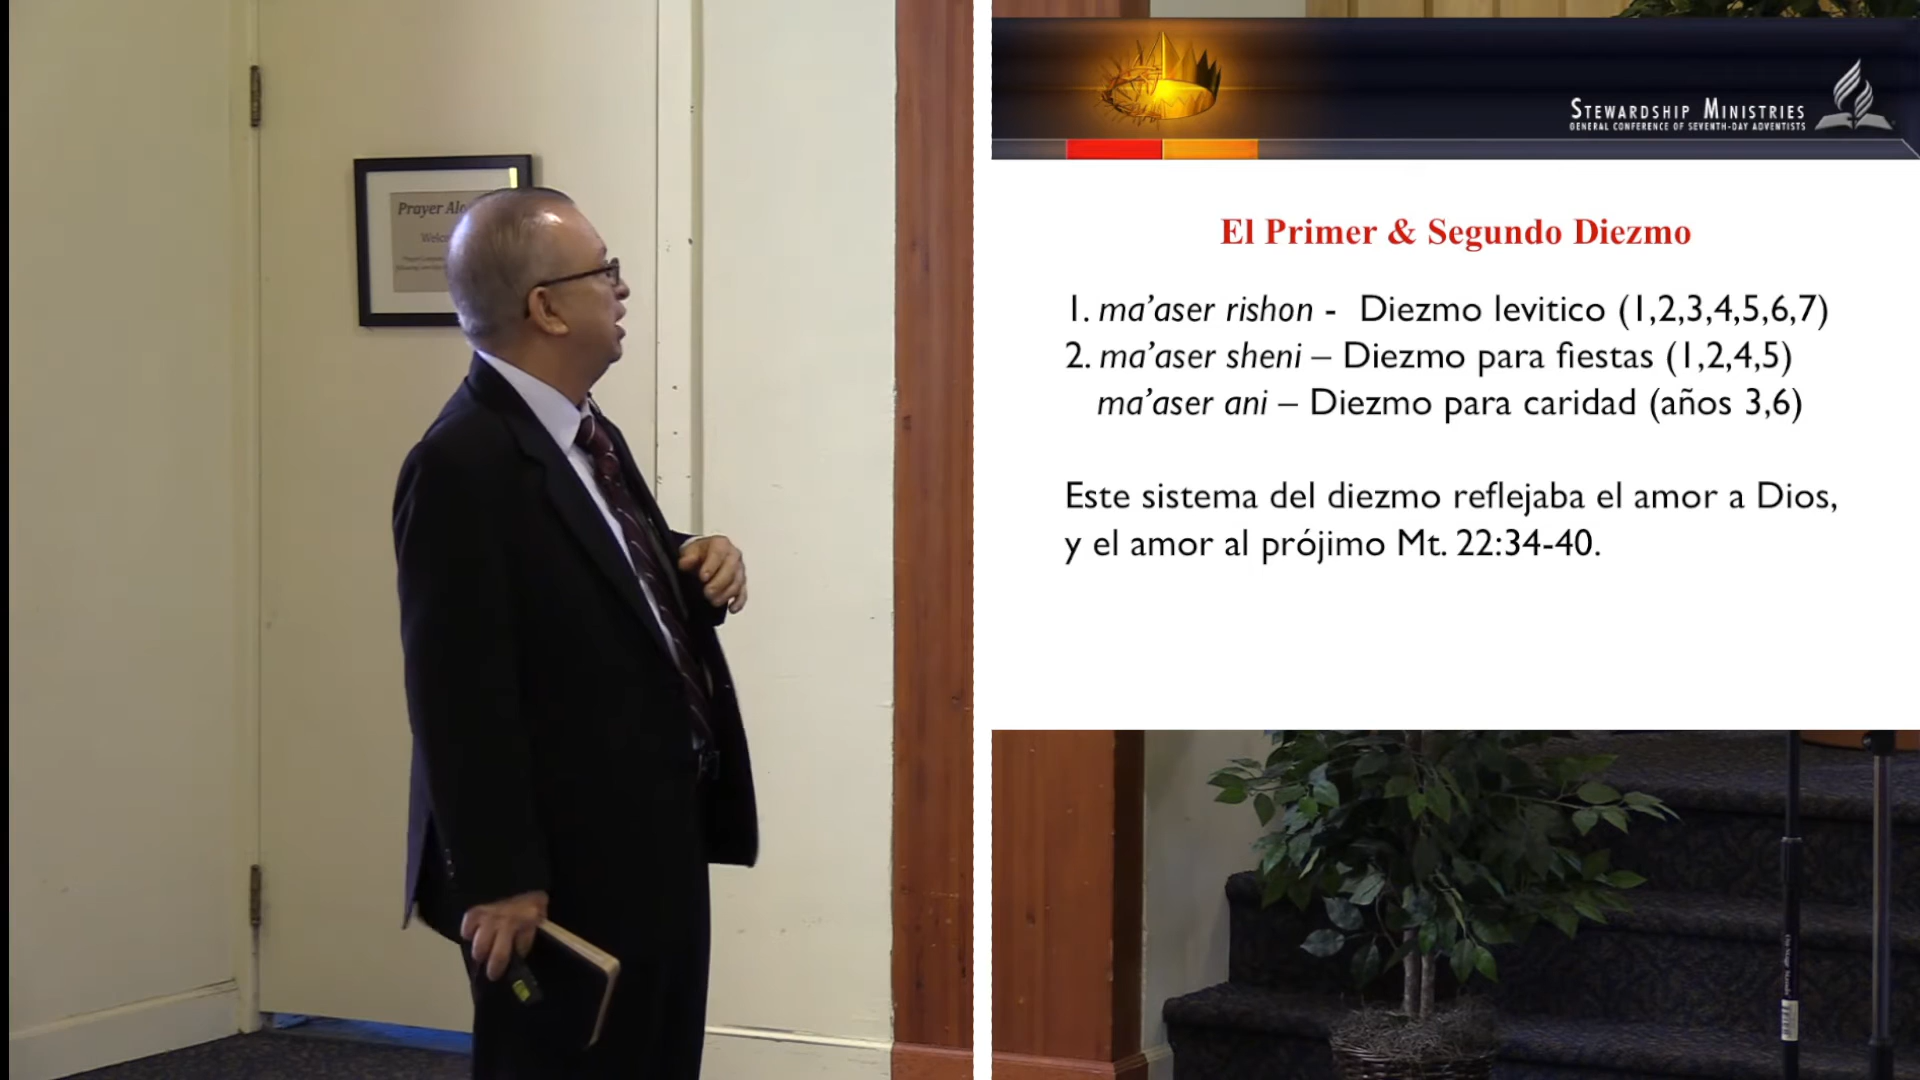 Prayer
STEWARDSHIP MINISTRIES
GENERAL CONFERENCE OF SEVENTH-DAY ADVENTISTS
El Primer & Segundo Diezmo
1. ma’aser rishon - Diezmo levitico (1,2,3,4,5,6,7)
2. ma’aser sheni – Diezmo para fiestas (1,2,4,5)
ma’aser ani – Diezmo para caridad (años 3,6)
Este sistema del diezmo reflejaba el amor a Dios,
y el amor al prójimo Mt. 22:34-40.